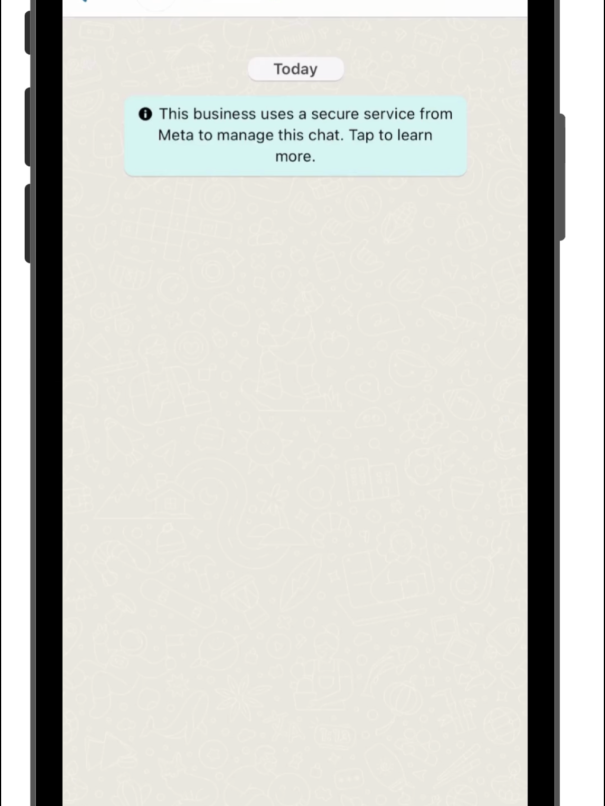 Today
This business uses a secure service from
Meta to manage this chat. Tap to learn
more.